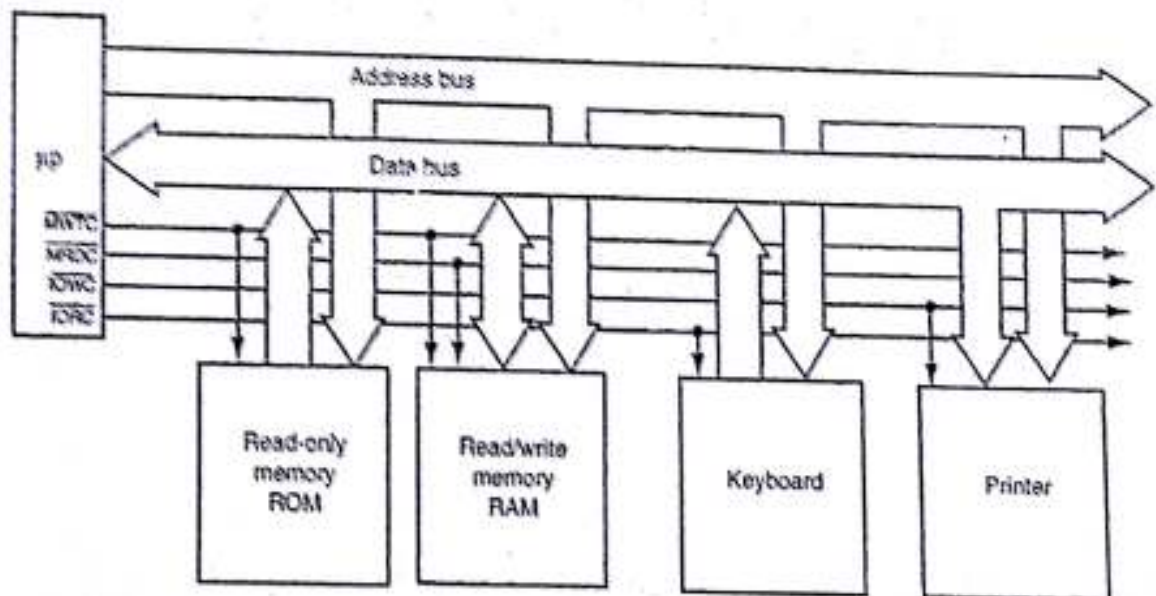 Address bus
Data bus
µP
MWTC
MRDC
IOWC
IORC
Read-only
memory
ROM
Read/write
memory
RAM
Keyboard
Printer